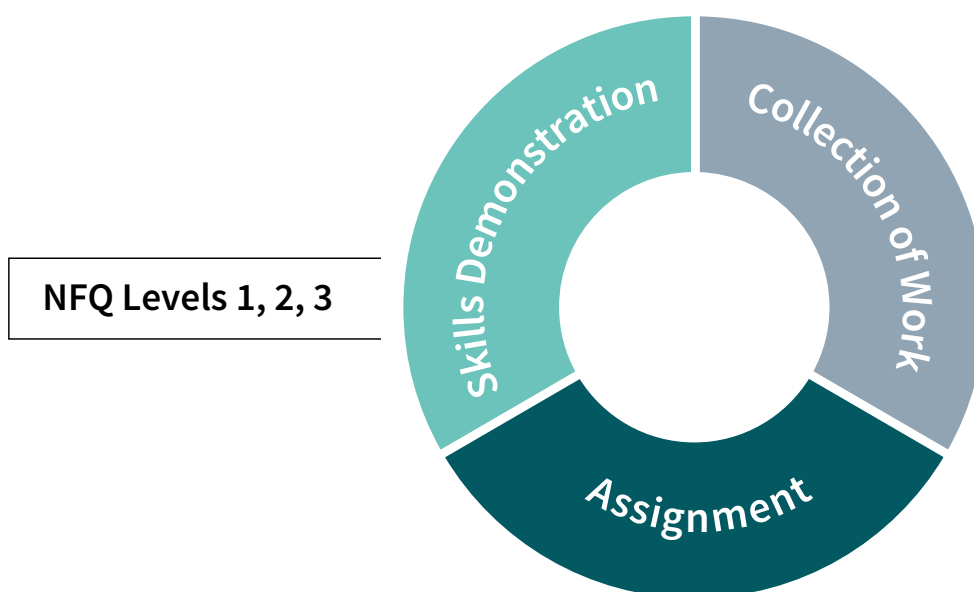 NFQ Levels 1, 2, 3
Skills Demonstration
Collection of Work
Assignment